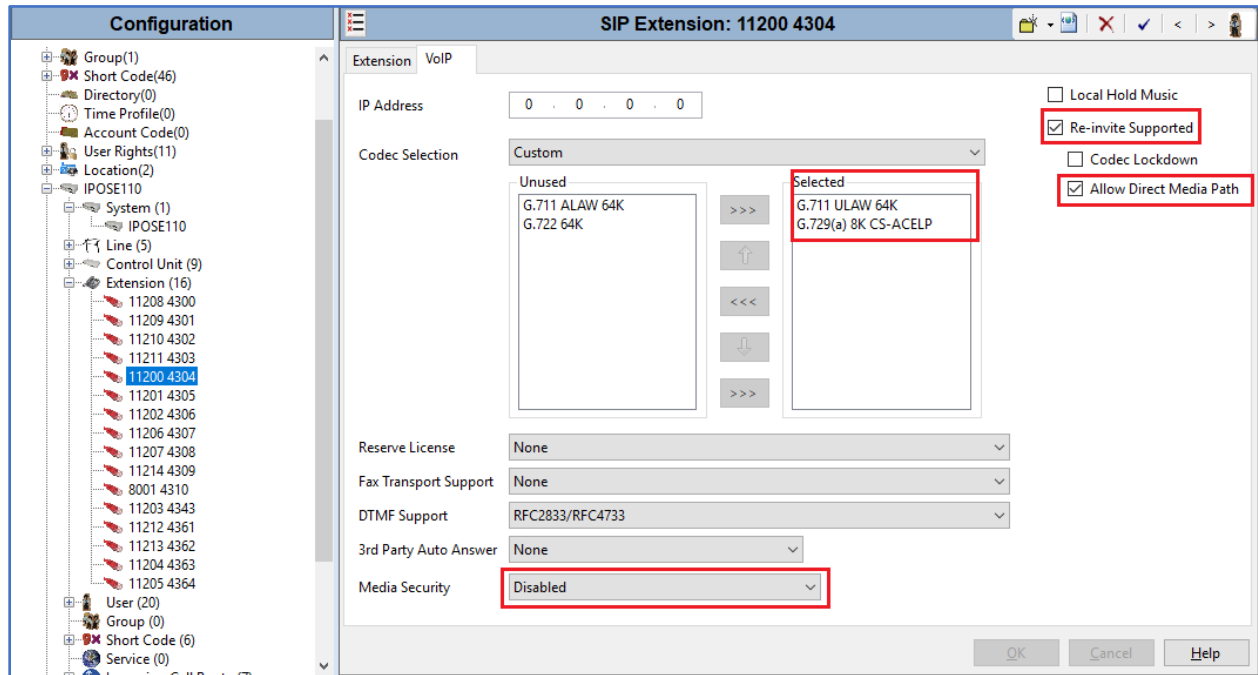 Configuration
Group(1)
Short Code(46)
Directory(0)
Time Profile(0)
Account Code(0)
User Rights(11)
Location(2)
IPOSE110
System (1)
IPOSE110
Line (5)
Control Unit (9)
Extension (16)
11208 4300
11209 4301
11210 4302
11211 4303
11200 4304
11201 4305
11202 4306
11206 4307
11207 4308
11214 4309
8001 4310
11203 4343
11212 4361
11213 4362
11204 4363
11205 4364
User (20)
Group (0)
Short Code (6)
Service (0)
SIP Extension: 11200 4304
Extension VoIP
IP Address 0 . 0 . 0 . 0
Codec Selection Custom
Unused
G.711 ALAW 64K
G.722 64K
>>>
<<<
>>>
Selected
G.711 ULAW 64K
G.729(a) 8K CS-ACELP
Reserve License None
Fax Transport Support None
DTMF Support RFC2833/RFC4733
3rd Party Auto Answer None
Media Security Disabled
Local Hold Music
Re-invite Supported
Codec Lockdown
Allow Direct Media Path
OK Cancel Help